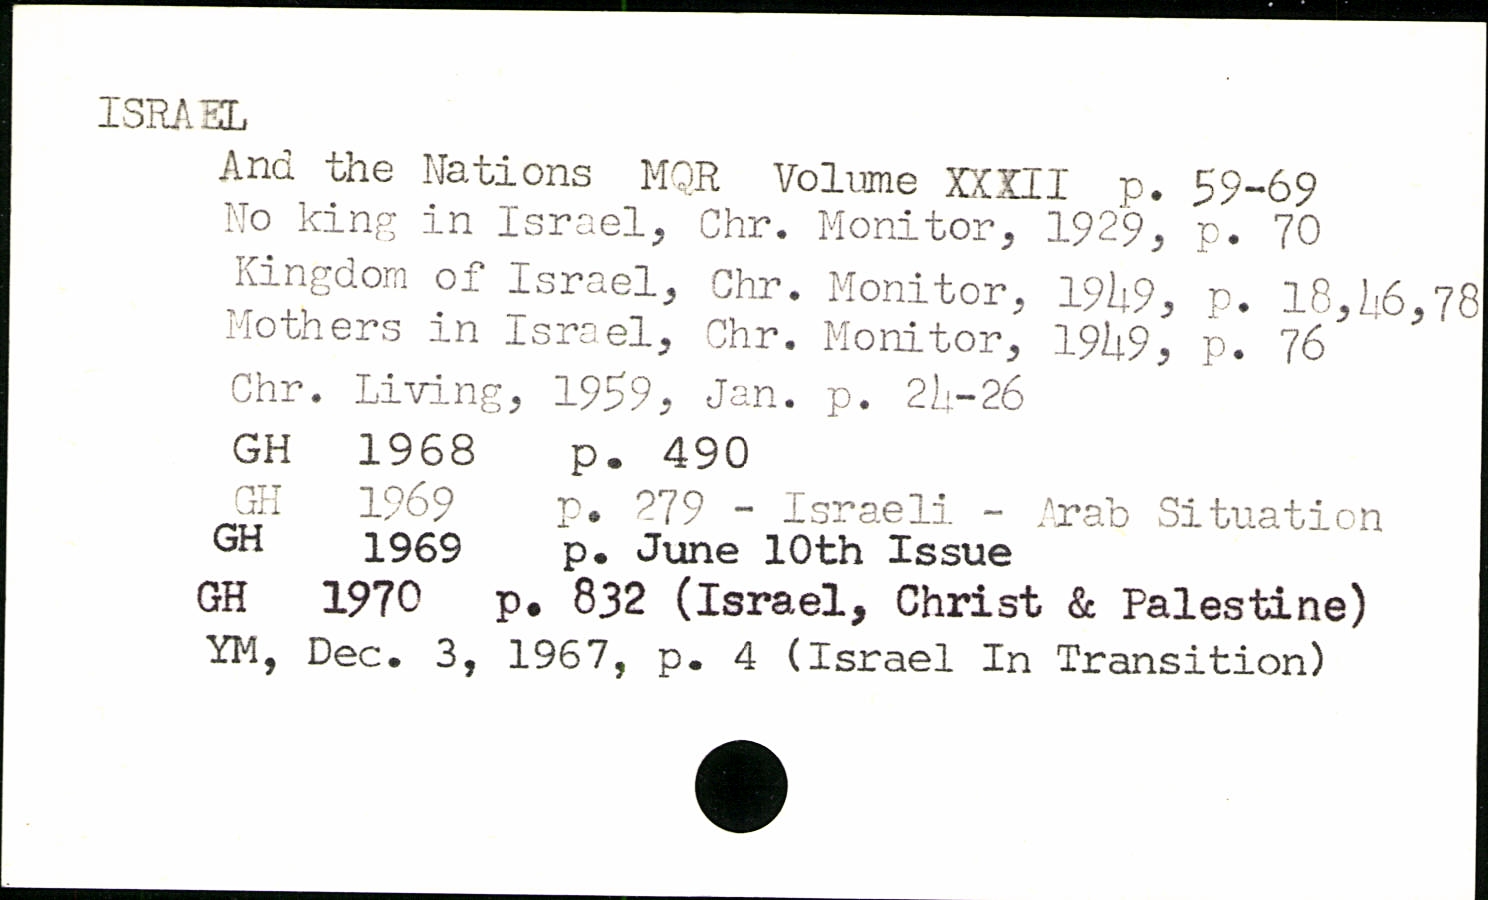 ISRAEL
And the Nations MQR Volume XXXII p. 59-69
No king in Israel, Chr. Monitor, 1929, p. 70
Kingdom of Israel, Chr. Monitor, 1949, p. 18,46,78
Mothers in Israel, Chr. Monitor, 1949, p. 76
Chr. Living, 1959, Jan. p. 24-26
GH 1968 p. 490
GH 1969 p. 279 - Israeli - Arab Situation
GH 1969 p. June 10th Issue
GH 1970 p. 832 (Israel, Christ & Palestine)
YM, Dec. 3, 1967, p. 4 (Israel In Transition)